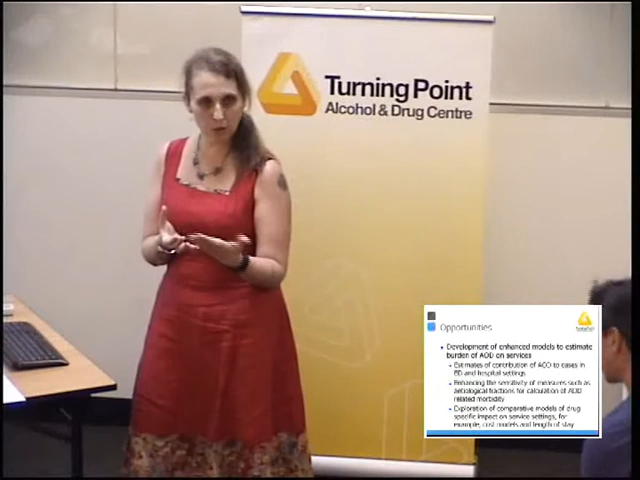 Turning Point
Alcohol & Drug Centre
Opportunities
Development of enhanced models to estimate
burden of AOD on services
Estimates of contribution of AOD to cases in
ED and hospital settings
Enhancing the sensitivity of measures such as
aetiological fractions for calculation of AOD
related morbidity
Exploration of comparative models of drug
specific impact on service settings, for
example, cost models and length of stay